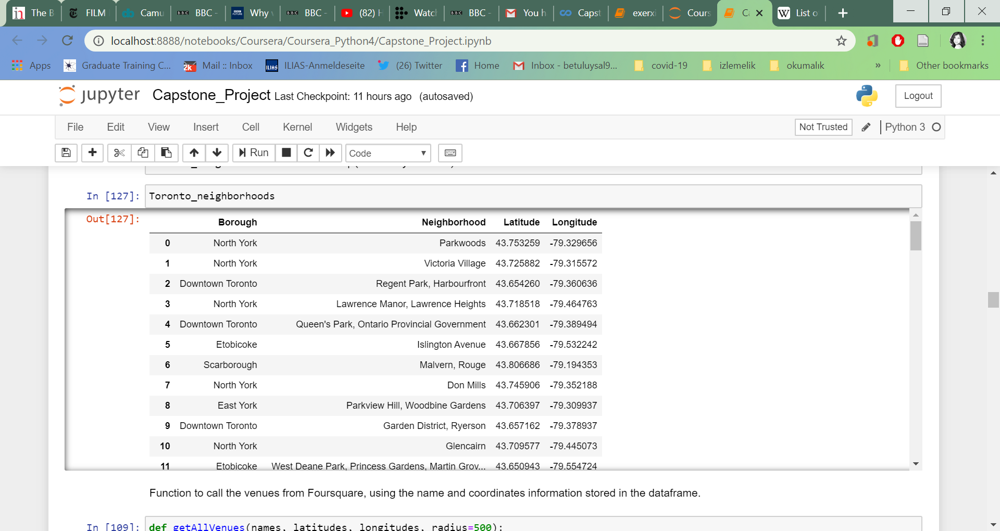 The B FILM Camu BBC - Why BBC - (82) H Watch BBC - You h Capst exerxi Cours Ca List o
localhost:8888/notebooks/Coursera/Coursera_Python4/Capstone_Project.ipynb
Apps Graduate Training C... Mail :: Inbox ILIAS-Anmeldeseite (26) Twitter Home Inbox - betuluysal9... covid-19 izlemelik okumalık » Other bookmarks
jupyter Capstone_Project Last Checkpoint: 11 hours ago (autosaved) Logout
File Edit View Insert Cell Kernel Widgets Help Not Trusted Python 3
Run Code
In [127]: Toronto_neighborhoods
Out[127]:
Borough Neighborhood Latitude Longitude
0 North York Parkwoods 43.753259 -79.329656
1 North York Victoria Village 43.725882 -79.315572
2 Downtown Toronto Regent Park, Harbourfront 43.654260 -79.360636
3 North York Lawrence Manor, Lawrence Heights 43.718518 -79.464763
4 Downtown Toronto Queen's Park, Ontario Provincial Government 43.662301 -79.389494
5 Etobicoke Islington Avenue 43.667856 -79.532242
6 Scarborough Malvern, Rouge 43.806686 -79.194353
7 North York Don Mills 43.745906 -79.352188
8 East York Parkview Hill, Woodbine Gardens 43.706397 -79.309937
9 Downtown Toronto Garden District, Ryerson 43.657162 -79.378937
10 North York Glencairn 43.709577 -79.445073
11 Etobicoke West Deane Park, Princess Gardens, Martin Grov... 43.650943 -79.554724
Function to call the venues from Foursquare, using the name and coordinates information stored in the dataframe.
In [109]: def getAllVenues(names, latitudes, longitudes, radius=500):